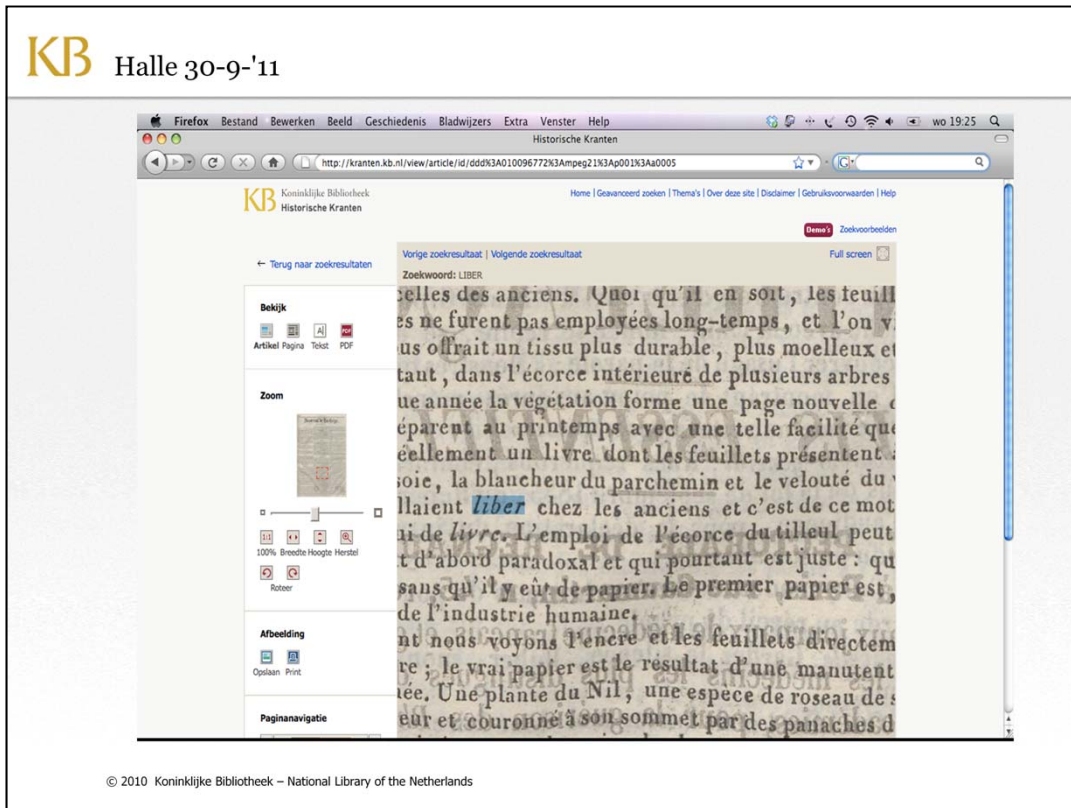 KB Halle 30-9-'11
Firefox Bestand Bewerken Beeld Geschiedenis Bladwijzers Extra Venster Help wo 19:25
Historische Kranten
http://kranten.kb.nl/view/article/id/ddd%3A010096772%3Ampeg21%3Ap001%3Aa0005
KB Koninklijke Bibliotheek
Historische Kranten
Home | Geavanceerd zoeken | Thema's | Over deze site | Disclaimer | Gebruiksvoorwaarden | Help
Demo's Zoekvoorbeelden
← Terug naar zoekresultaten
Vorige zoekresultaat | Volgende zoekresultaat Full screen
Zoekwoord: LIBER
Bekijk
Artikel Pagina Tekst PDF
Zoom
100% Breedte Hoogte Herstel
Roteer
Afbeelding
Opslaan Print
Paginanavigatie
celles des anciens. Quoi qu'il en soit, les feuill
es ne furent pas employées long-temps, et l'on v
us offrait un tissu plus durable, plus moelleux et
taut, dans l'écorce intérieure de plusieurs arbres
ue année la végétation forme une page nouvelle
éparent au printemps avec une telle facilité que
éellement un livre dont les feuillets présentent
soie, la blancheur du parchemin et le velouté du
llaient liber chez les anciens et c'est de ce mot
ui de livre. L'emploi de l'écorce du tilleul peut
t d'abord paradoxal et qui pourtant est juste : qu
sans qu'il y eût de papier. Le premier papier est,
de l'industrie humaine.
nt nous voyons l'encre et les feuillets directem
re ; le vrai papier est le résultat d'une manutent
née. Une plante du Nil, une espèce de roseau de
eur et couronné à son sommet par des panaches d
© 2010 Koninklijke Bibliotheek – National Library of the Netherlands